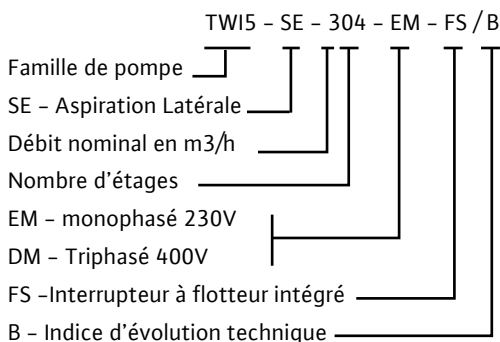 TWI5 – SE – 304 – EM – FS / B
Famille de pompe
SE – Aspiration Latérale
Débit nominal en m3/h
Nombre d'étages
EM – monophasé 230V
DM – Triphasé 400V
FS –Interrupteur à flotteur intégré
B – Indice d'évolution technique